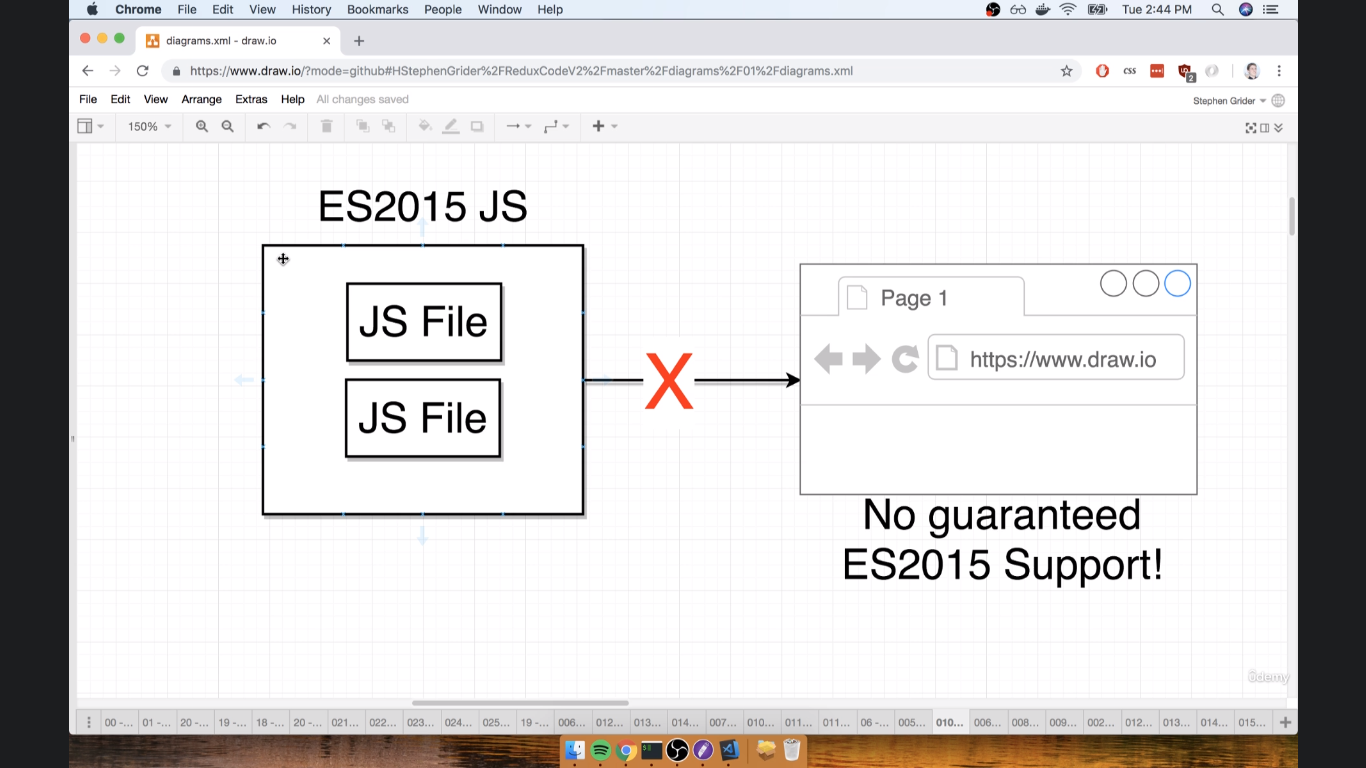 Chrome File Edit View History Bookmarks People Window Help Tue 2:44 PM
diagrams.xml - draw.io
https://www.draw.io/?mode=github#HStephenGrider%2FReduxCodeV2%2Fmaster%2Fdiagrams%2F01%2Fdiagrams.xml css 2
File Edit View Arrange Extras Help All changes saved Stephen Grider
150%
ES2015 JS
JS File
JS File
X
Page 1
https://www.draw.io
No guaranteed
ES2015 Support!
ûdemy
00 -... 01 -... 20 -... 19 -... 18 -... 20 -... 021... 022... 023... 024... 025... 19 -... 006... 012... 013... 014... 007... 010... 011... 011... 06 -... 005... 010... 006... 008... 009... 002... 012... 013... 014... 015...